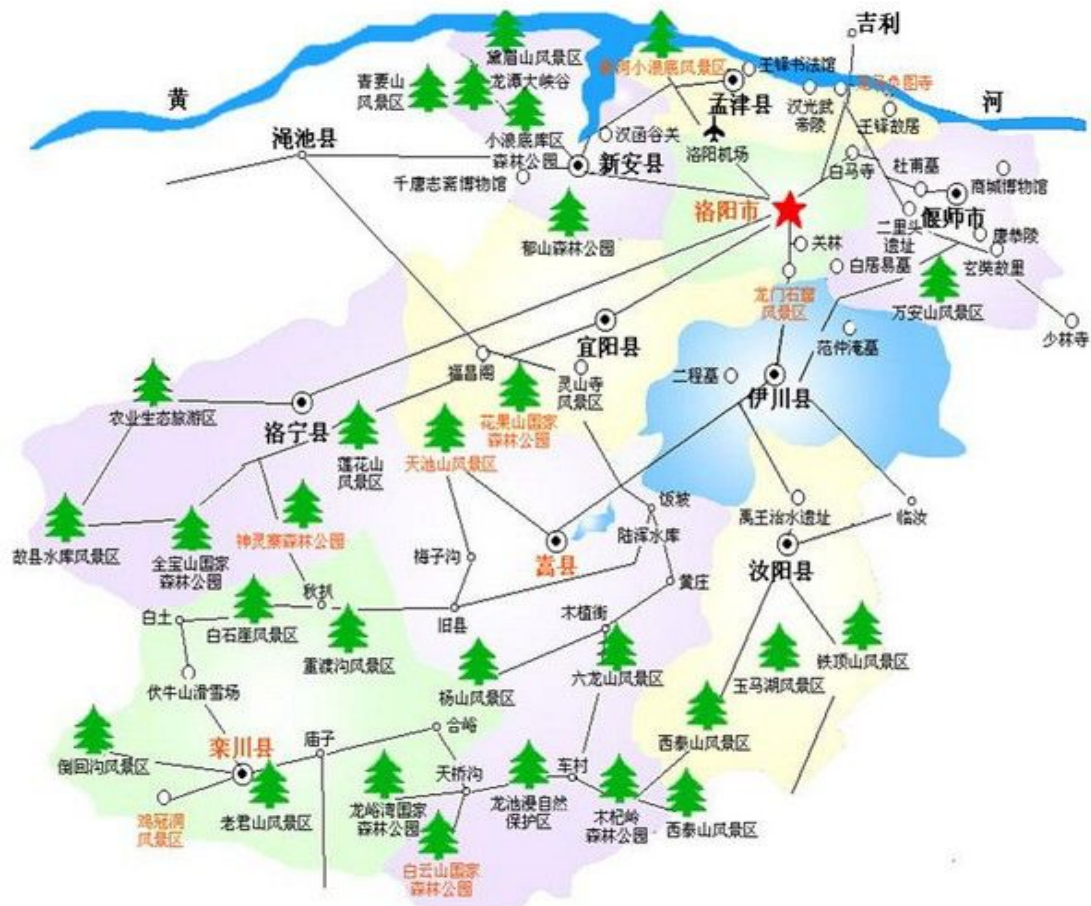 吉利
黛眉山风景区
黄河小浪底风景区
王铎书法馆
龙马负图寺
青要山
风景区
龙潭大峡谷
孟津县
汉光武
帝陵
黄
河
王铎故居
小浪底库区
森林公园
汉函谷关
洛阳机场
渑池县
新安县
白马寺
杜甫墓
千唐志斋博物馆
商城博物馆
洛阳市
偃师市
二里头
遗址
唐恭陵
郁山森林公园
关林
白居易墓
玄奘故里
龙门石窟
风景区
万安山风景区
少林寺
宜阳县
范仲淹墓
福昌阁
灵山寺
风景区
二程墓
伊川县
农业生态旅游区
洛宁县
花果山国家
森林公园
莲花山
风景区
天池山风景区
饭坡
禹王治水遗址
临汝
故县水库风景区
全宝山国家
森林公园
神灵寨森林公园
梅子沟
嵩县
陆浑水库
汝阳县
黄庄
秋扒
白土
白石崖风景区
旧县
木植街
重渡沟风景区
铁顶山风景区
伏牛山滑雪场
杨山风景区
六龙山风景区
玉马湖风景区
合峪
西泰山风景区
栾川县
庙子
倒回沟风景区
天桥沟
车村
鸡冠洞
风景区
老君山风景区
龙峪湾国家
森林公园
龙池漫自然
保护区
木杞岭
森林公园
西泰山风景区
白云山国家
森林公园